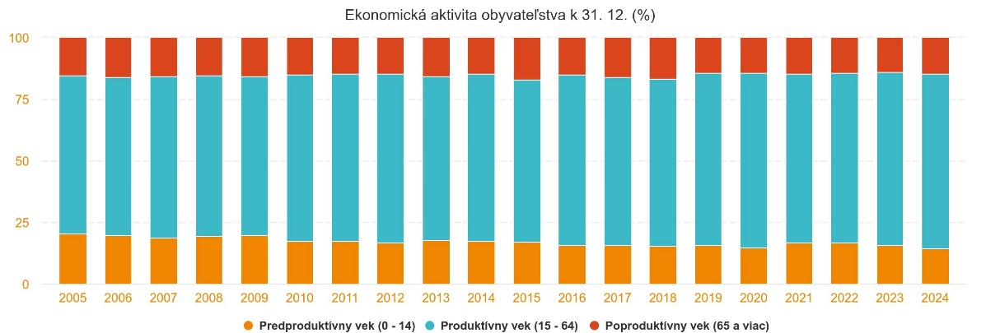 Ekonomická aktivita obyvateľstva k 31. 12. (%)
100
75
50
25
0
2005 2006 2007 2008 2009 2010 2011 2012 2013 2014 2015 2016 2017 2018 2019 2020 2021 2022 2023 2024
Predproduktívny vek (0 - 14) Produktívny vek (15 - 64) Poproduktívny vek (65 a viac)